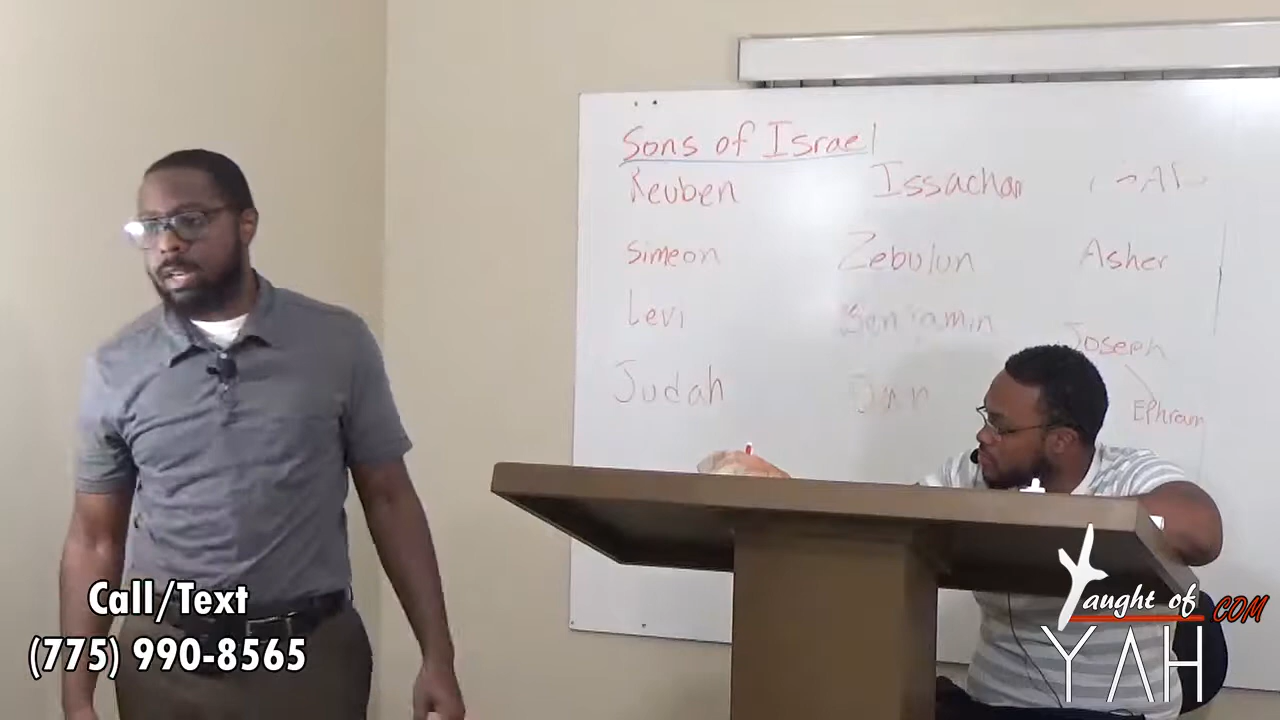 Sons of Israel
Reuben
Issachar
Simeon
Zebulun
Asher
Levi
Benjamin
Joseph
Judah
Dan
Ephraim
Call/Text
(775) 990-8565
Taught of
.COM
YAH